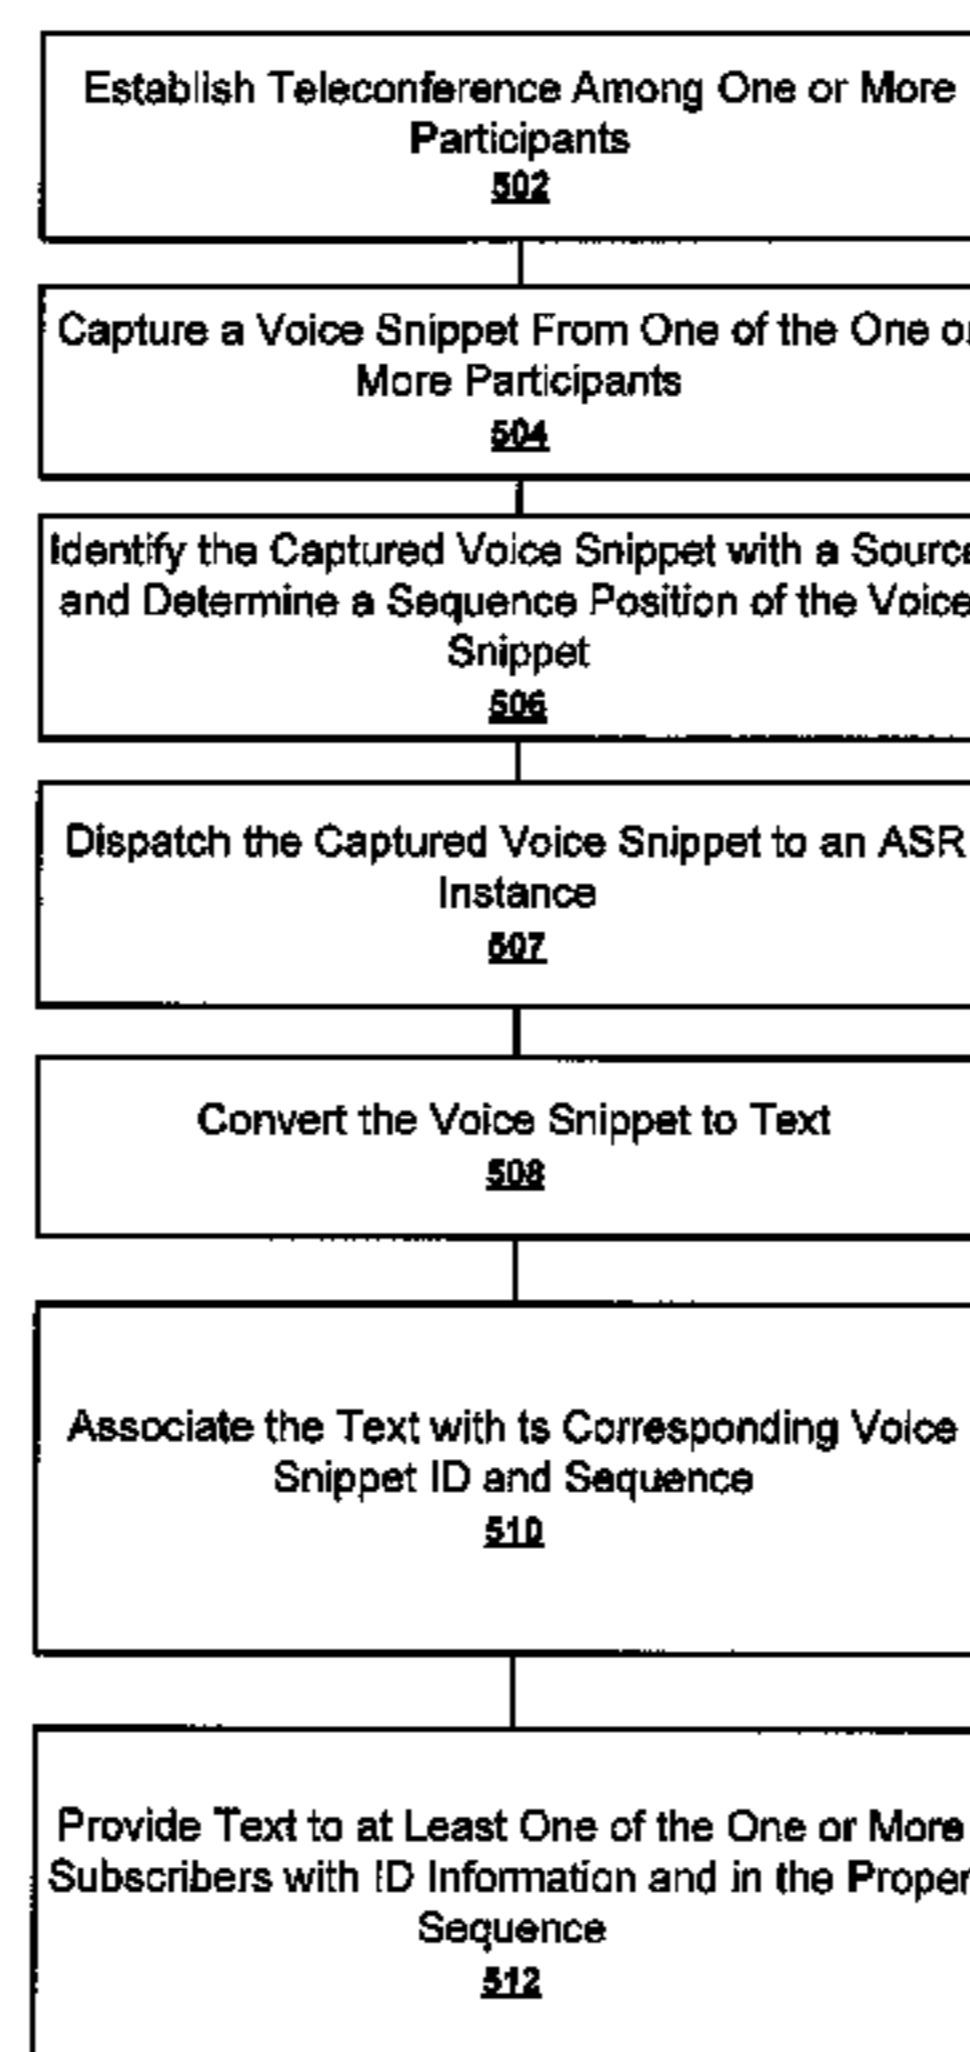 Establish Teleconference Among One or More
Participants
502
Capture a Voice Snippet From One of the One or
More Participants
504
Identify the Captured Voice Snippet with a Source
and Determine a Sequence Position of the Voice
Snippet
506
Dispatch the Captured Voice Snippet to an ASR
Instance
507
Convert the Voice Snippet to Text
508
Associate the Text with ts Corresponding Voice
Snippet ID and Sequence
510
Provide Text to at Least One of the One or More
Subscribers with ID Information and in the Proper
Sequence
512